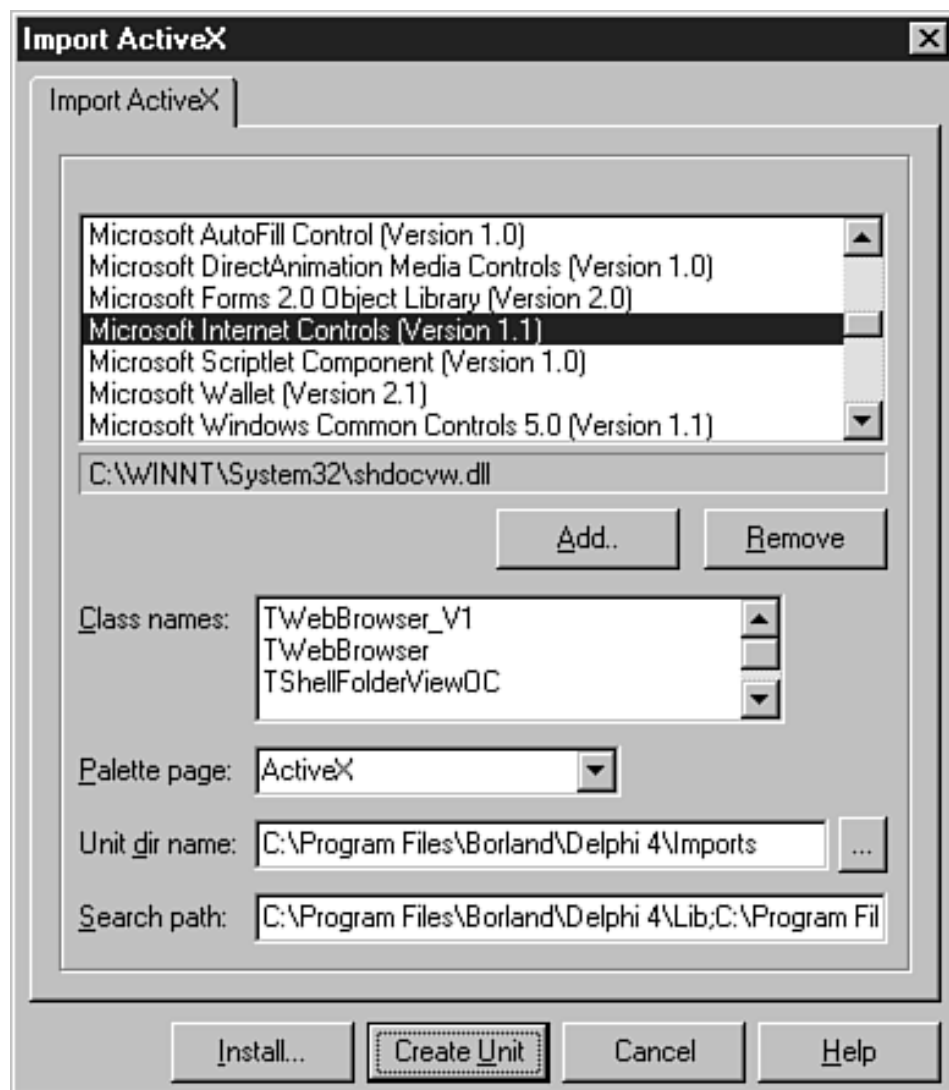 Import ActiveX
Import ActiveX
Microsoft AutoFill Control (Version 1.0)
Microsoft DirectAnimation Media Controls (Version 1.0)
Microsoft Forms 2.0 Object Library (Version 2.0)
Microsoft Internet Controls (Version 1.1)
Microsoft Scriptlet Component (Version 1.0)
Microsoft Wallet (Version 2.1)
Microsoft Windows Common Controls 5.0 (Version 1.1)
C:\WINNT\System32\shdocvw.dll
Add.. Remove
Class names: TWebBrowser_V1
TWebBrowser
TShellFolderViewOC
Palette page: ActiveX
Unit dir name: C:\Program Files\Borland\Delphi 4\Imports ...
Search path: C:\Program Files\Borland\Delphi 4\Lib;C:\Program Fil
Install... Create Unit Cancel Help